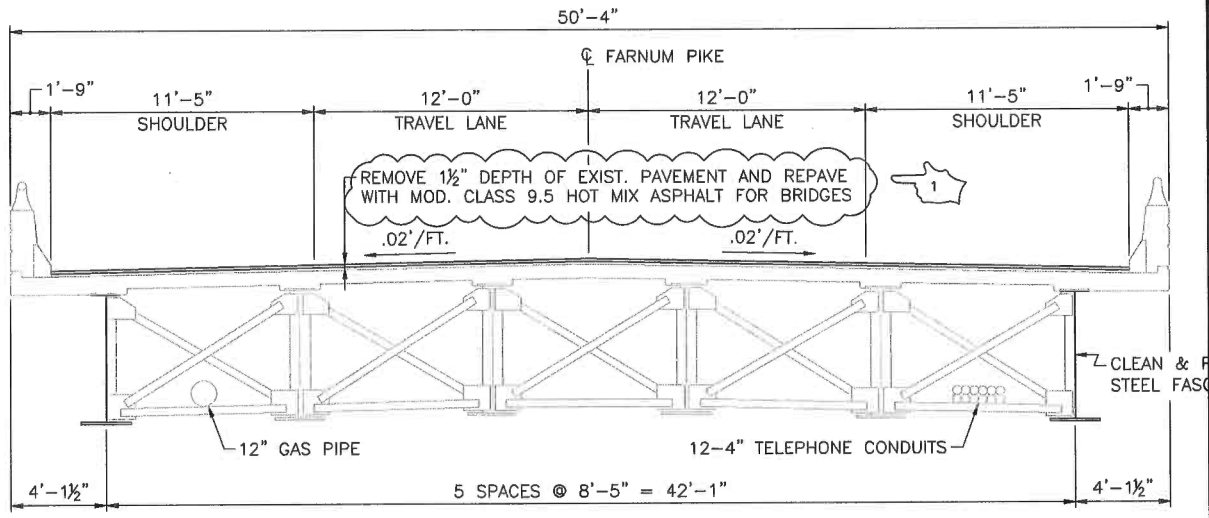 50'-4"
℄ FARNUM PIKE
1'-9"
11'-5"
SHOULDER
12'-0"
TRAVEL LANE
12'-0"
TRAVEL LANE
11'-5"
SHOULDER
1'-9"
REMOVE 1½" DEPTH OF EXIST. PAVEMENT AND REPAVE
WITH MOD. CLASS 9.5 HOT MIX ASPHALT FOR BRIDGES
1
.02'/FT.
.02'/FT.
CLEAN &
STEEL
12" GAS PIPE
12-4" TELEPHONE CONDUITS
4'-1½"
5 SPACES @ 8'-5" = 42'-1"
4'-1½"